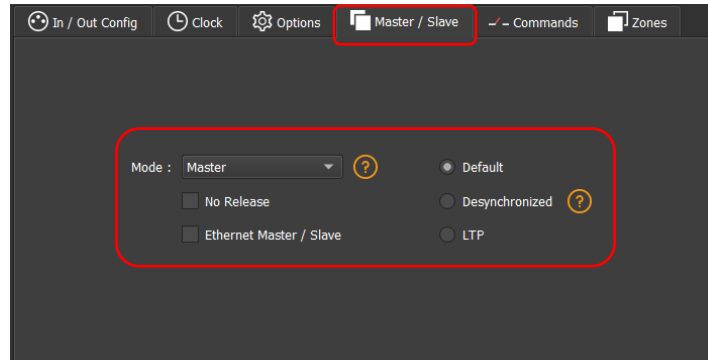 In / Out Config Clock Options Master / Slave Commands Zones
Mode : Master ? Default
No Release Desynchronized ?
Ethernet Master / Slave LTP